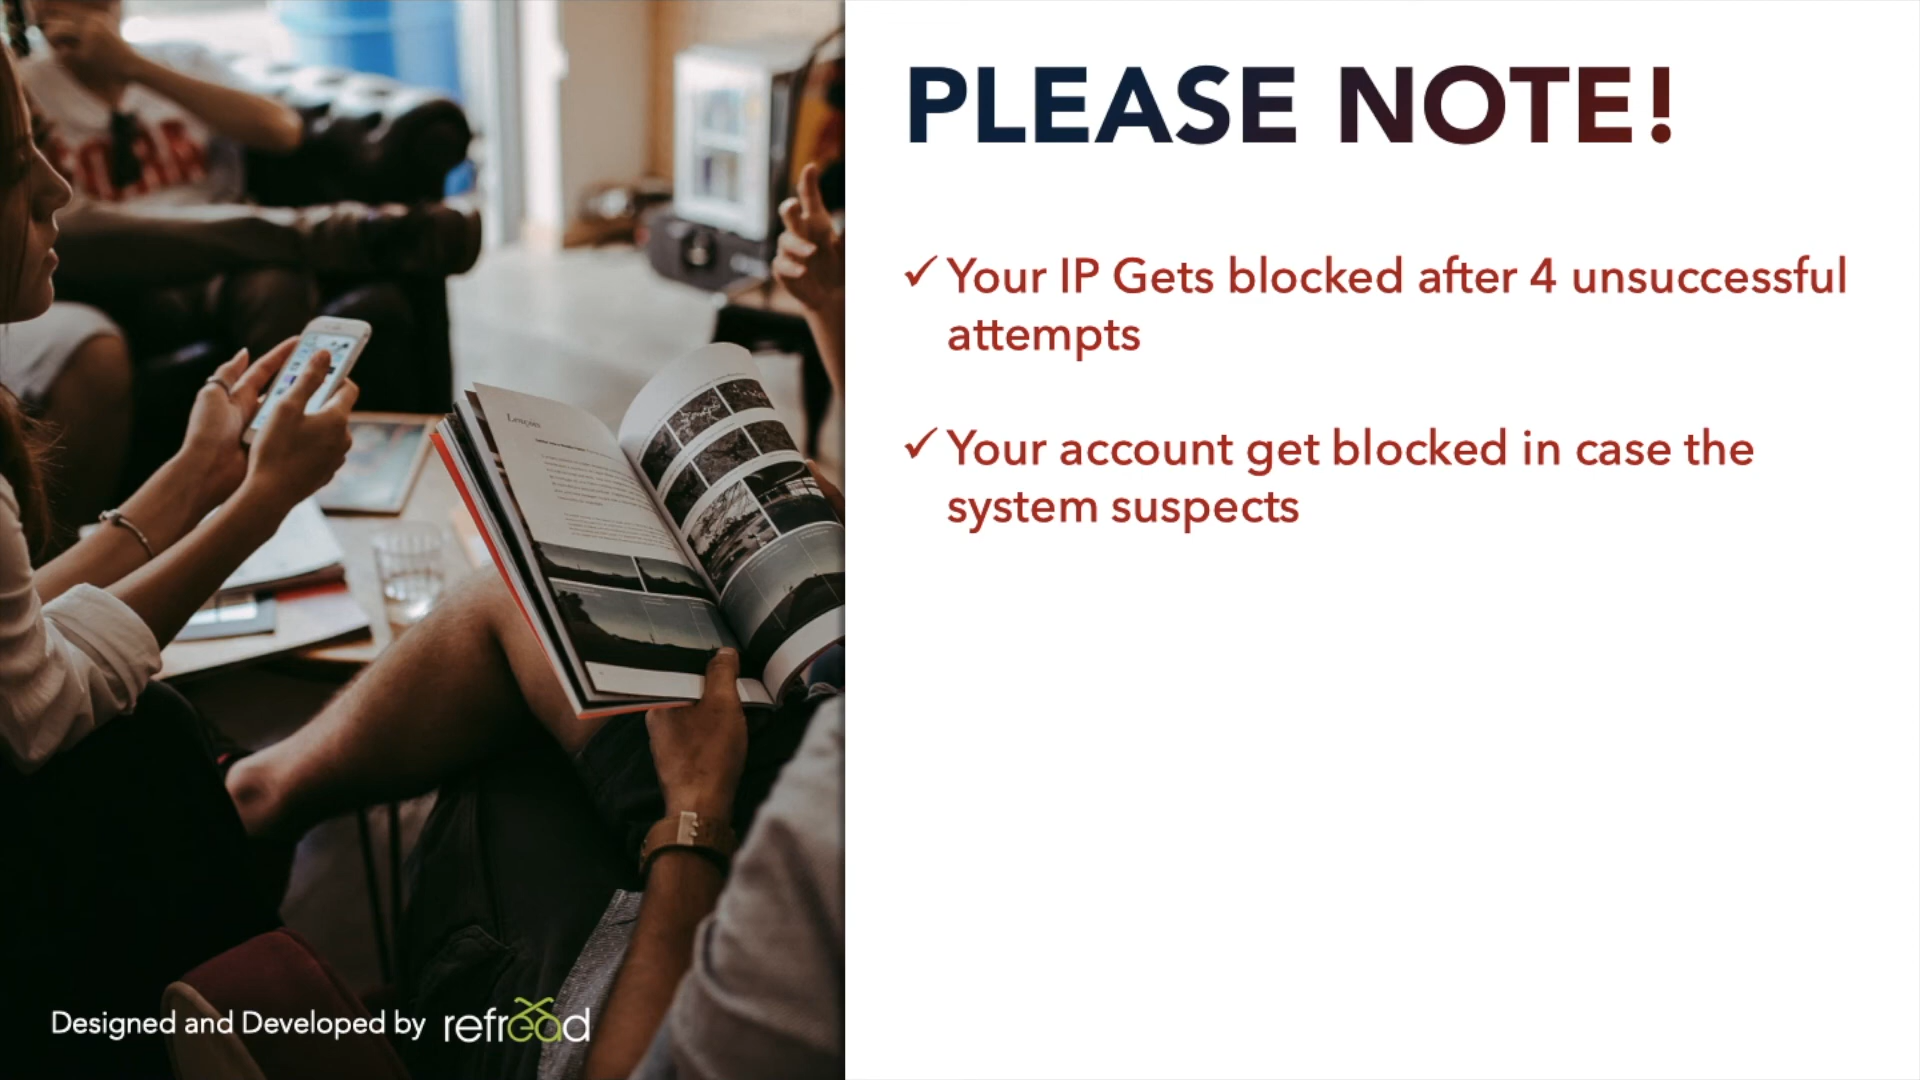 PLEASE NOTE!
✓ Your IP Gets blocked after 4 unsuccessful
attempts
✓ Your account get blocked in case the
system suspects
Designed and Developed by refread